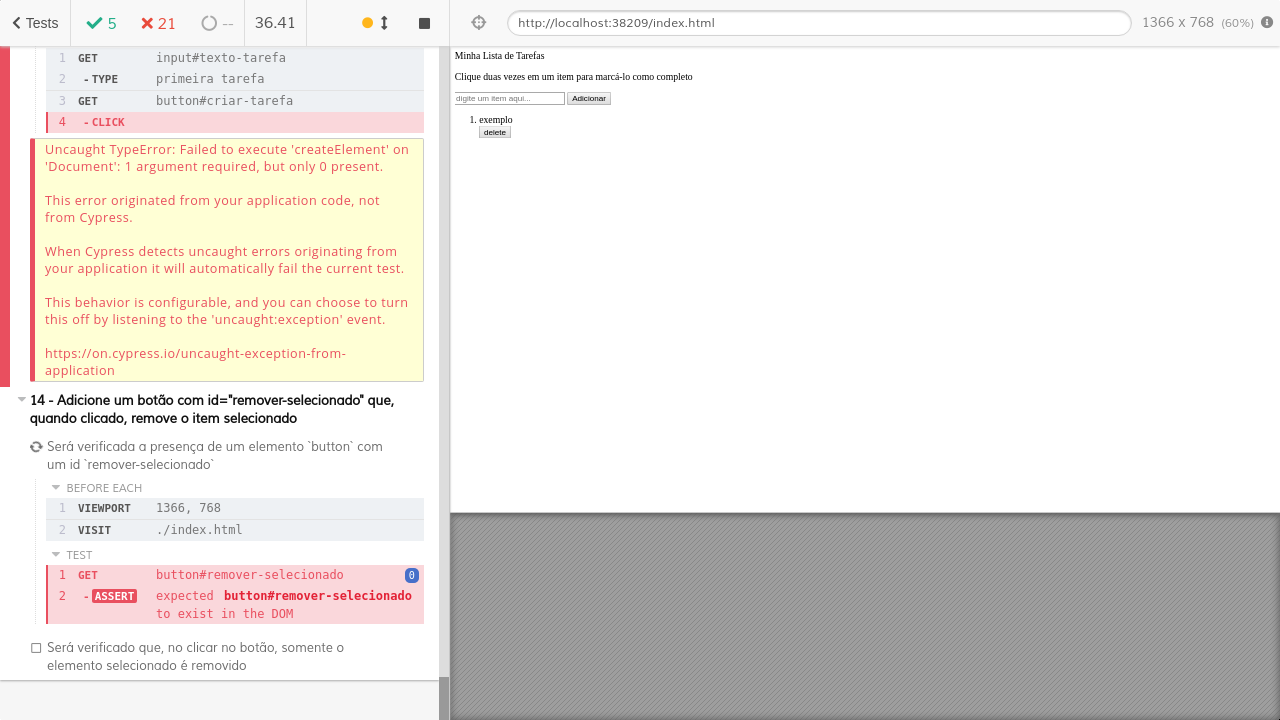 Tests 5 21 -- 36.41
http://localhost:38209/index.html 1366 x 768 (60%)
1 GET input#texto-tarefa
2 - TYPE primeira tarefa
3 GET button#criar-tarefa
4 - CLICK
Uncaught TypeError: Failed to execute 'createElement' on
'Document': 1 argument required, but only 0 present.
This error originated from your application code, not
from Cypress.
When Cypress detects uncaught errors originating from
your application it will automatically fail the current test.
This behavior is configurable, and you can choose to turn
this off by listening to the 'uncaught:exception' event.
https://on.cypress.io/uncaught-exception-from-
application
14 - Adicione um botão com id="remover-selecionado" que,
quando clicado, remove o item selecionado
Será verificada a presença de um elemento `button` com
um id `remover-selecionado`
BEFORE EACH
1 VIEWPORT 1366, 768
2 VISIT ./index.html
TEST
1 GET button#remover-selecionado 0
2 - ASSERT expected button#remover-selecionado
to exist in the DOM
Será verificado que, no clicar no botão, somente o
elemento selecionado é removido
Minha Lista de Tarefas
Clique duas vezes em um item para marcá-lo como completo
digite um item aqui... Adicionar
1. exemplo
delete